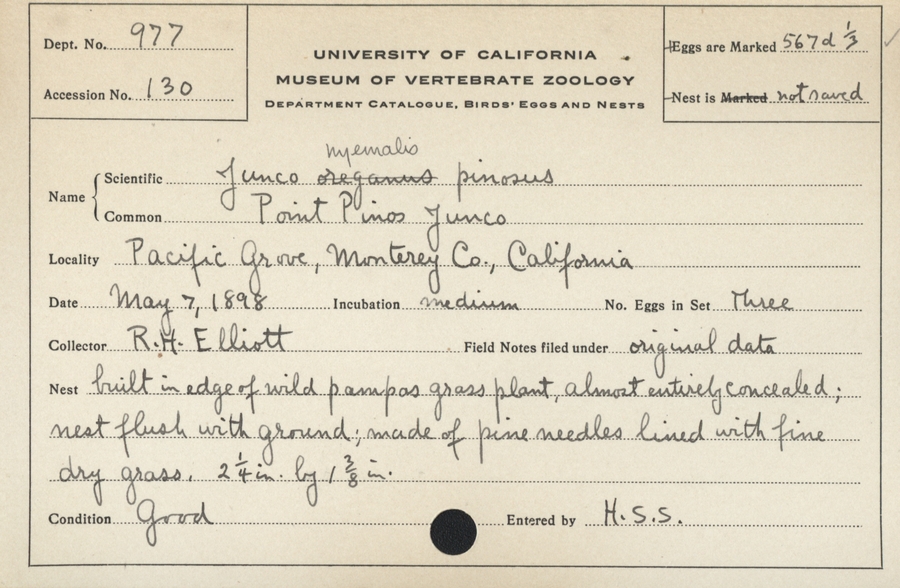 Dept. No. 977
Accession No. 130
UNIVERSITY OF CALIFORNIA
MUSEUM OF VERTEBRATE ZOOLOGY
DEPARTMENT CATALOGUE, BIRDS' EGGS AND NESTS
Eggs are Marked 567d 1/3 ✓
Nest is Marked not saved
hyemalis
Name { Scientific Junco oreganus pinosus
Common Point Pinos Junco
Locality Pacific Grove, Monterey Co., California
Date May 7, 1898 Incubation medium No. Eggs in Set Three
Collector R.H. Elliott Field Notes filed under original data
Nest built in edge of wild pampas grass plant, almost entirely concealed;
nest flush with ground; made of pine needles lined with fine
dry grass. 2 1/4 in. by 1 3/8 in.
Condition Good Entered by H.S.S.